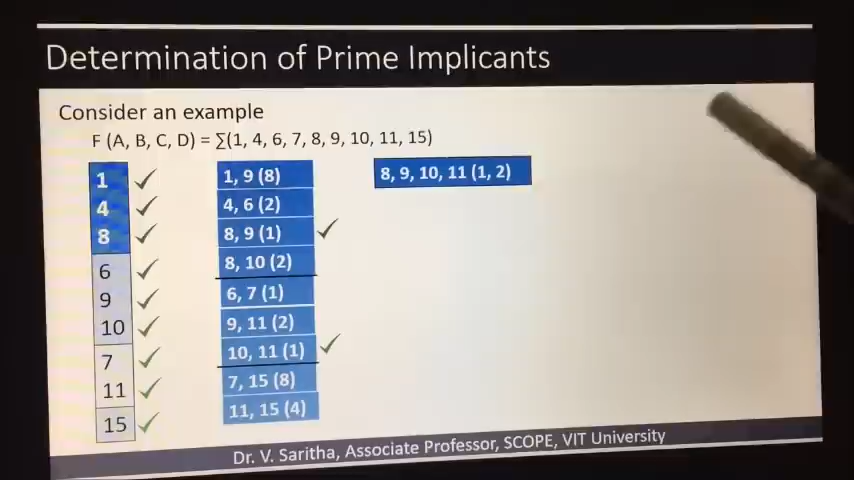 Determination of Prime Implicants
Consider an example
F (A, B, C, D) = ∑(1, 4, 6, 7, 8, 9, 10, 11, 15)
1
4
8
6
9
10
7
11
15
1, 9 (8)
4, 6 (2)
8, 9 (1)
8, 10 (2)
6, 7 (1)
9, 11 (2)
10, 11 (1)
7, 15 (8)
11, 15 (4)
8, 9, 10, 11 (1, 2)
Dr. V. Saritha, Associate Professor, SCOPE, VIT University